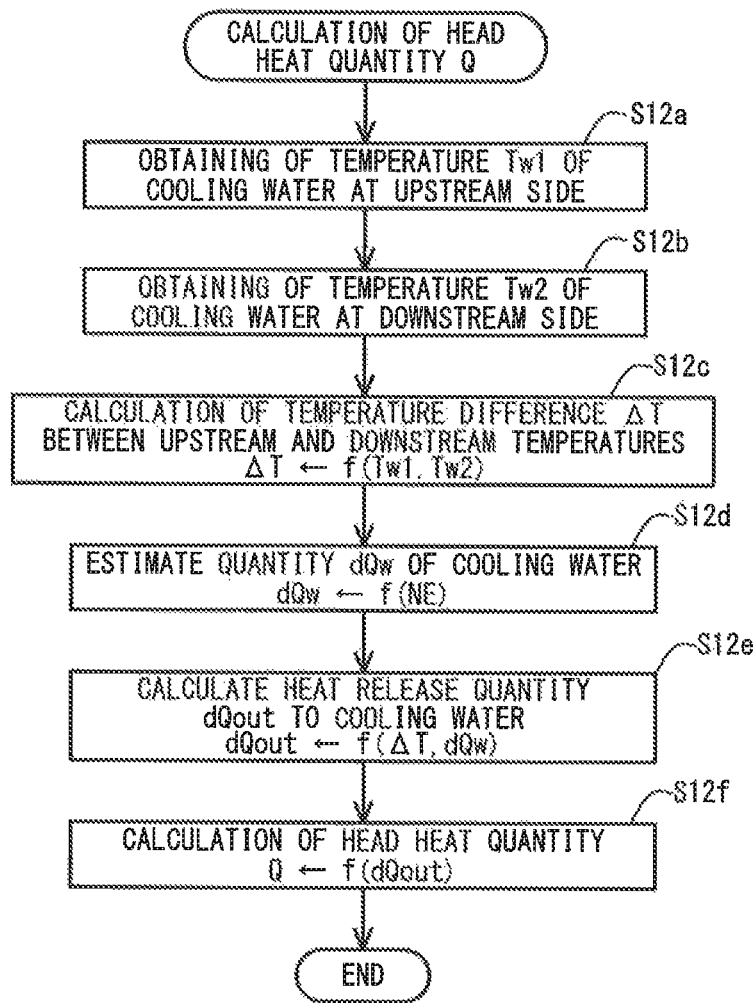 CALCULATION OF HEAD
HEAT QUANTITY Q
S12a
OBTAINING OF TEMPERATURE Tw1 OF
COOLING WATER AT UPSTREAM SIDE
S12b
OBTAINING OF TEMPERATURE Tw2 OF
COOLING WATER AT DOWNSTREAM SIDE
S12c
CALCULATION OF TEMPERATURE DIFFERENCE ΔT
BETWEEN UPSTREAM AND DOWNSTREAM TEMPERATURES
ΔT ← f(Tw1, Tw2)
S12d
ESTIMATE QUANTITY dQw OF COOLING WATER
dQw ← f(NE)
S12e
CALCULATE HEAT RELEASE QUANTITY
dQout TO COOLING WATER
dQout ← f(ΔT, dQw)
S12f
CALCULATION OF HEAD HEAT QUANTITY
Q ← f(dQout)
END